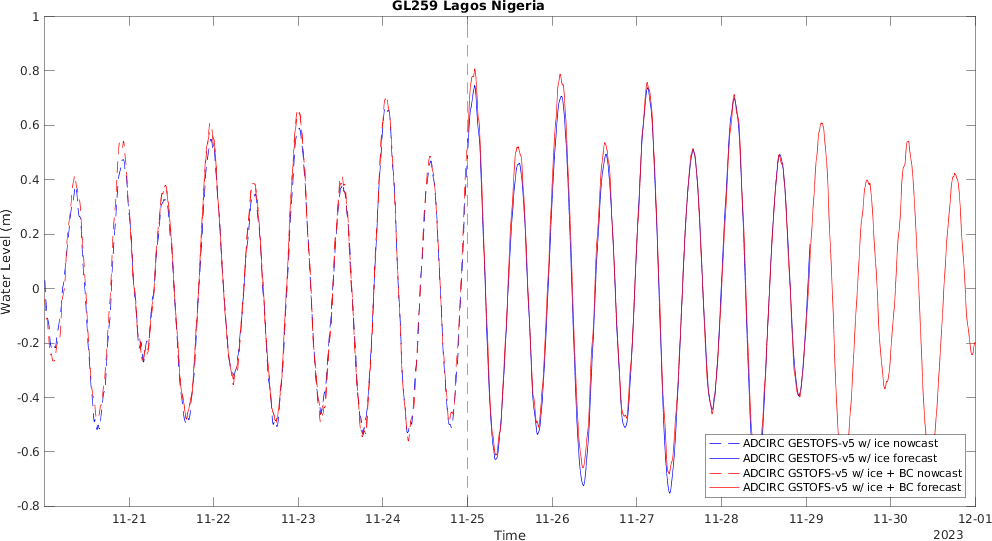 GL259 Lagos Nigeria
1
0.8
0.6
0.4
0.2
0
-0.2
-0.4
-0.6
-0.8
Water Level (m)
ADCIRC GESTOFS-v5 w/ ice nowcast
ADCIRC GESTOFS-v5 w/ ice forecast
ADCIRC GSTOFS-v5 w/ ice + BC nowcast
ADCIRC GSTOFS-v5 w/ ice + BC forecast
11-21 11-22 11-23 11-24 11-25 11-26 11-27 11-28 11-29 11-30 12-01
Time
2023